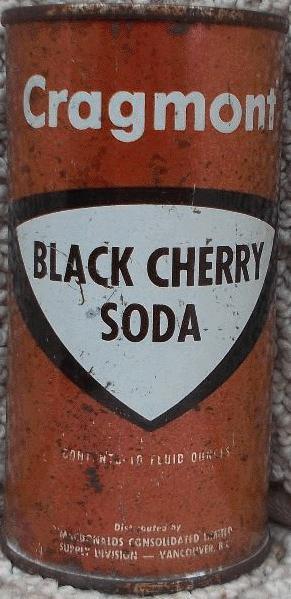 Cragmont
BLACK CHERRY
SODA
CONTENTS 10 FLUID OUNCES
Distributed by
MACDONALDS CONSOLIDATED LIMITED
SUPPLY DIVISION — VANCOUVER, B.C.